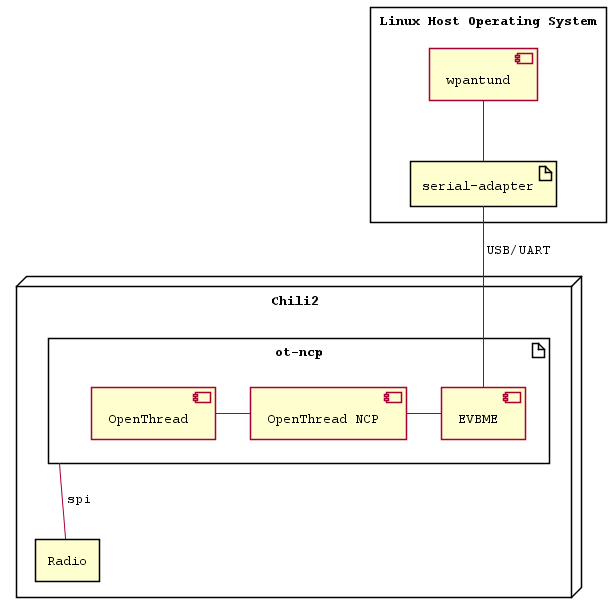 Linux Host Operating System
wpantund
serial-adapter
USB/UART
Chili2
ot-ncp
OpenThread
OpenThread NCP
EVBME
spi
Radio